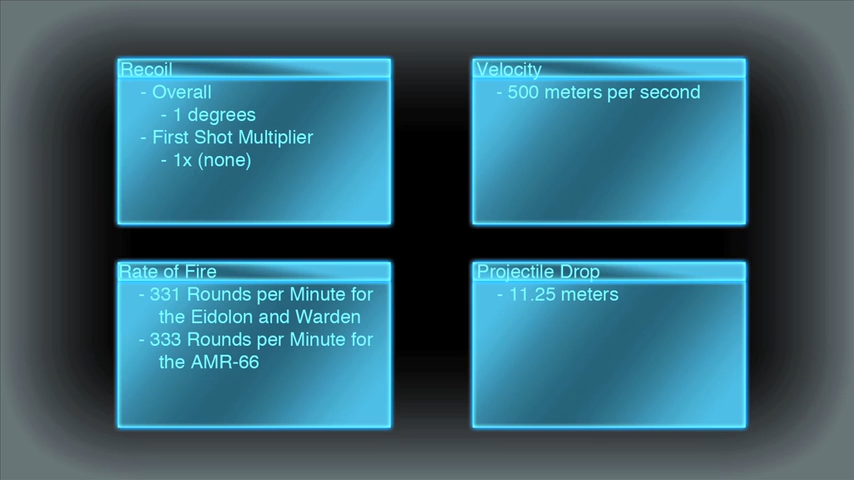 Recoil
- Overall
- 1 degrees
- First Shot Multiplier
- 1x (none)
Velocity
- 500 meters per second
Rate of Fire
- 331 Rounds per Minute for
the Eidolon and Warden
- 333 Rounds per Minute for
the AMR-66
Projectile Drop
- 11.25 meters